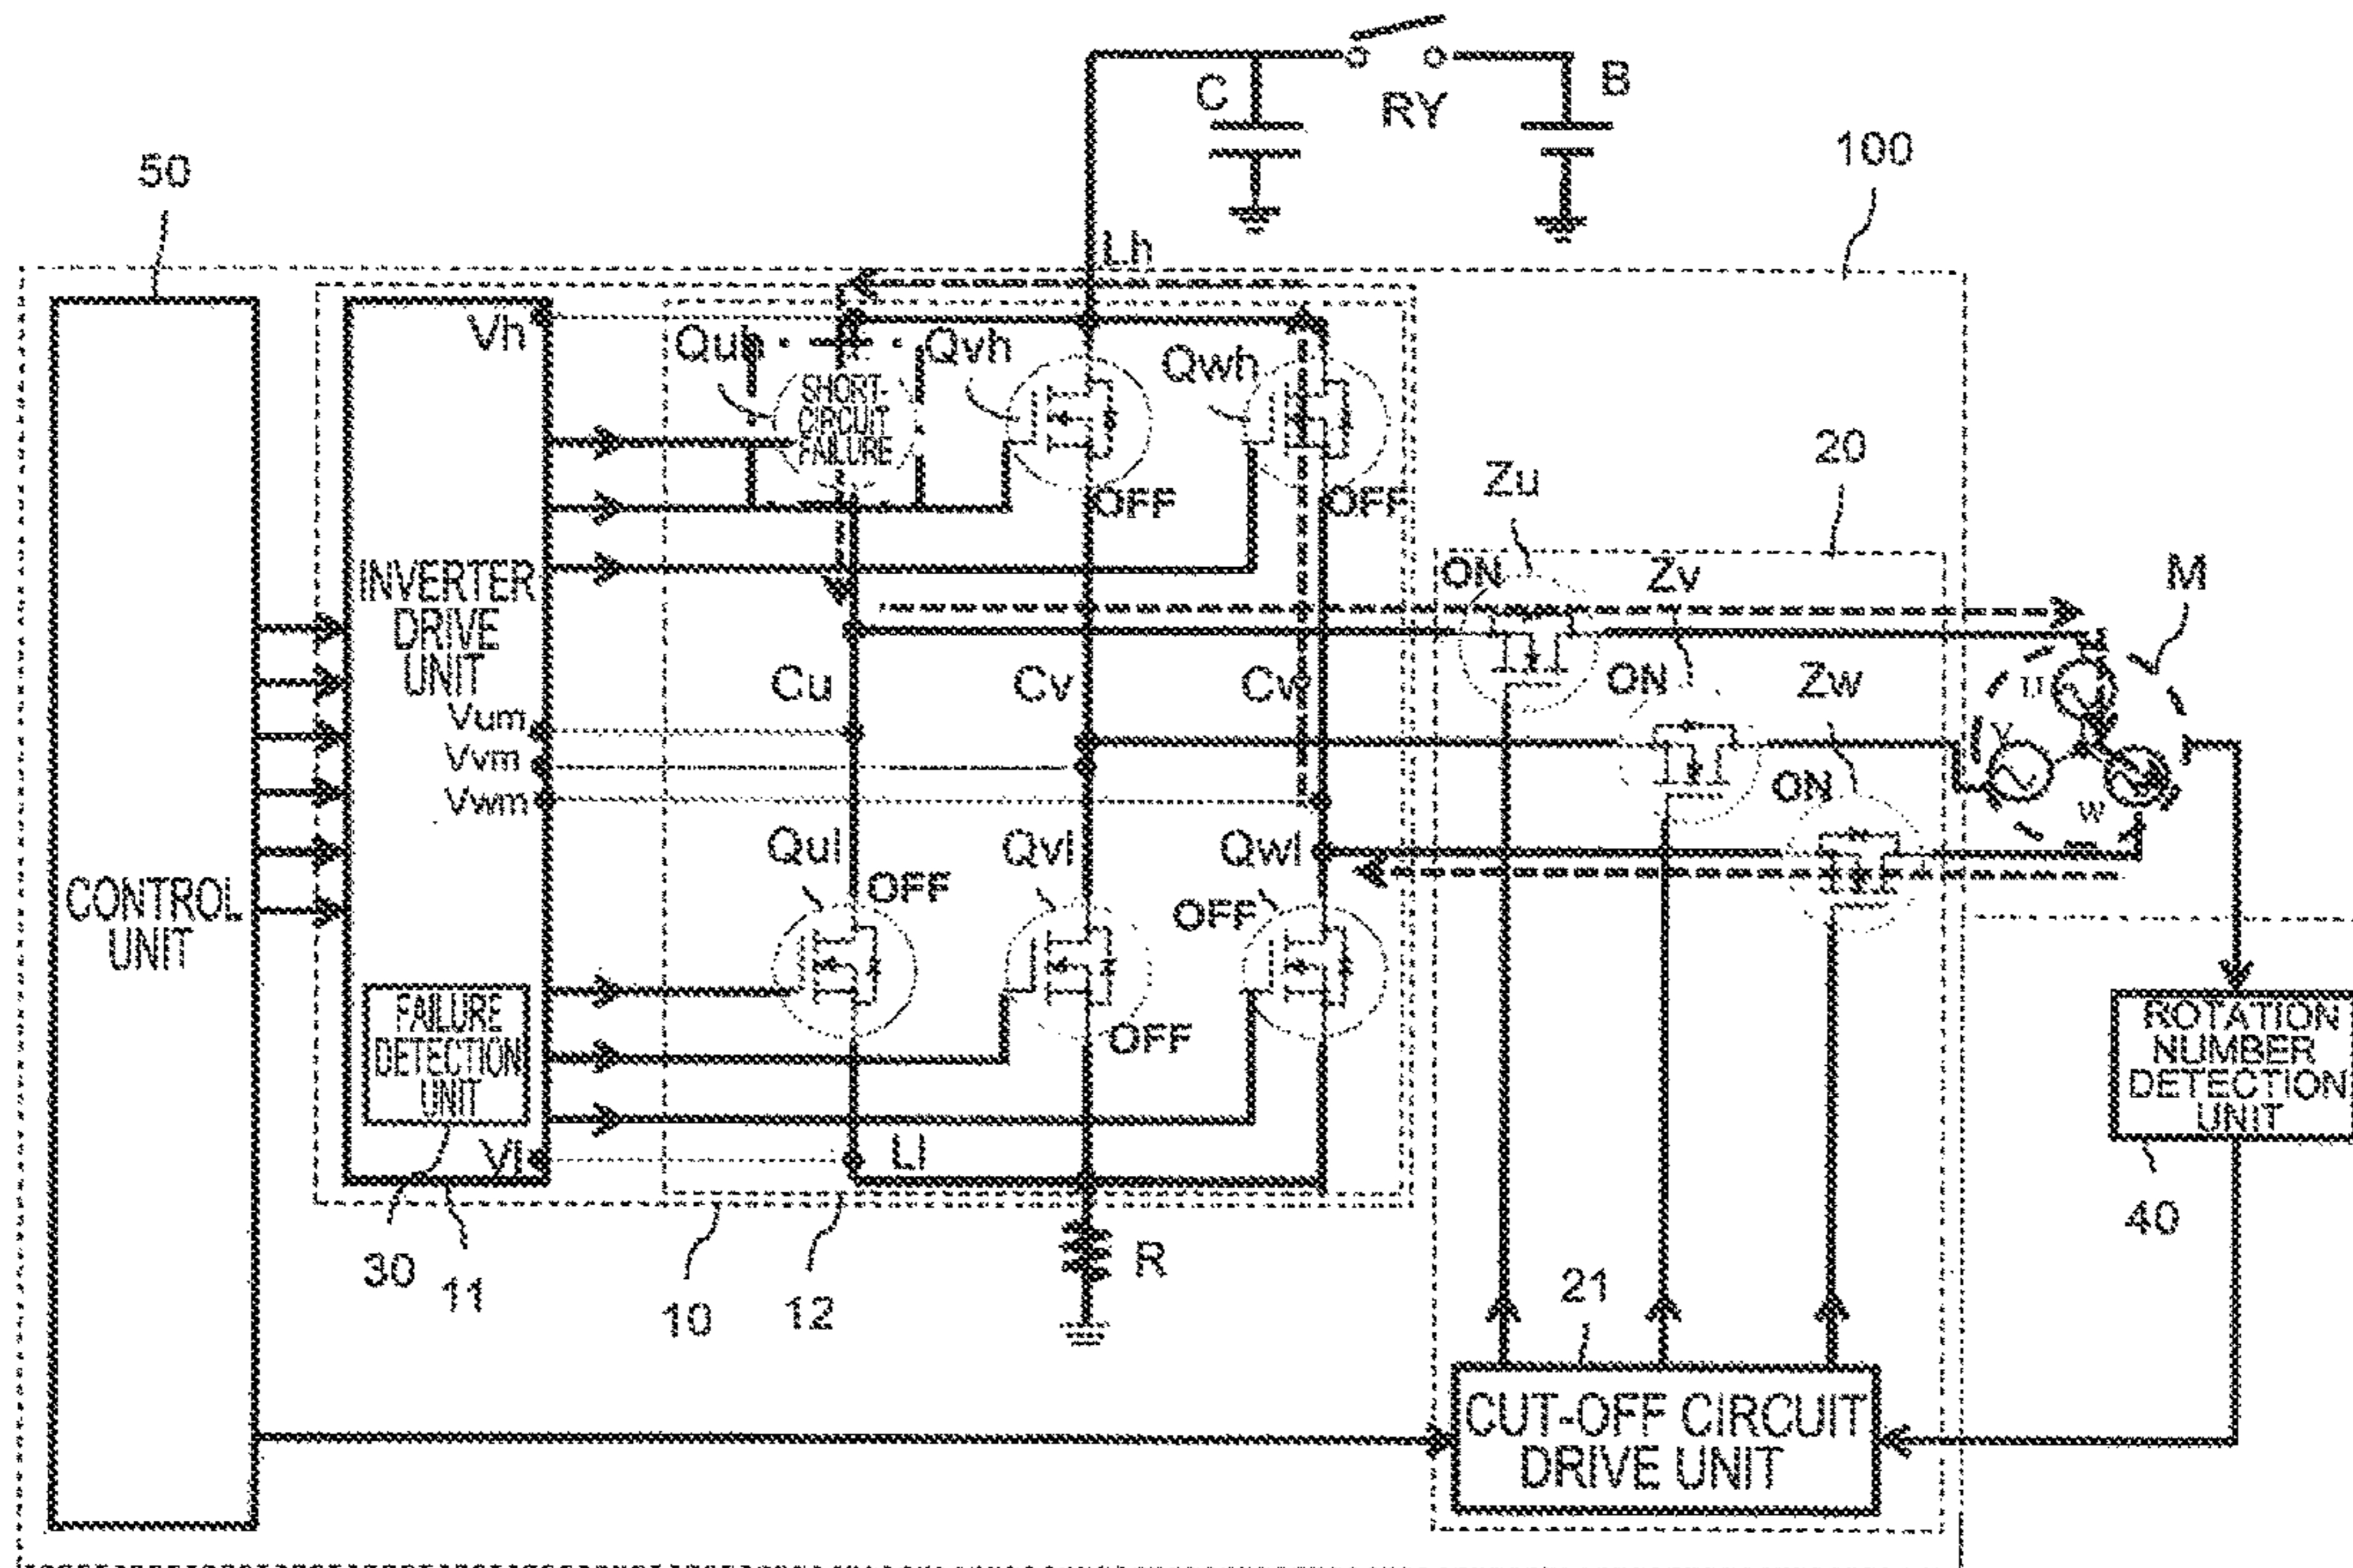 C
RY
B
50
100
Lh
Vh
Quh
Qvh
Qwh
SHORT-
CIRCUIT
FAILURE
OFF
OFF
20
Zu
ON
Zv
M
INVERTER
DRIVE
UNIT
Cu
Cv
ON
Zw
U
Vum
Vvm
Vwm
V
ON
W
Qul
Qvl
Qwl
OFF
OFF
CONTROL
UNIT
FAILURE
DETECTION
UNIT
OFF
ROTATION
NUMBER
DETECTION
UNIT
Vl
Ll
40
30
11
10
12
R
21
CUT-OFF CIRCUIT
DRIVE UNIT